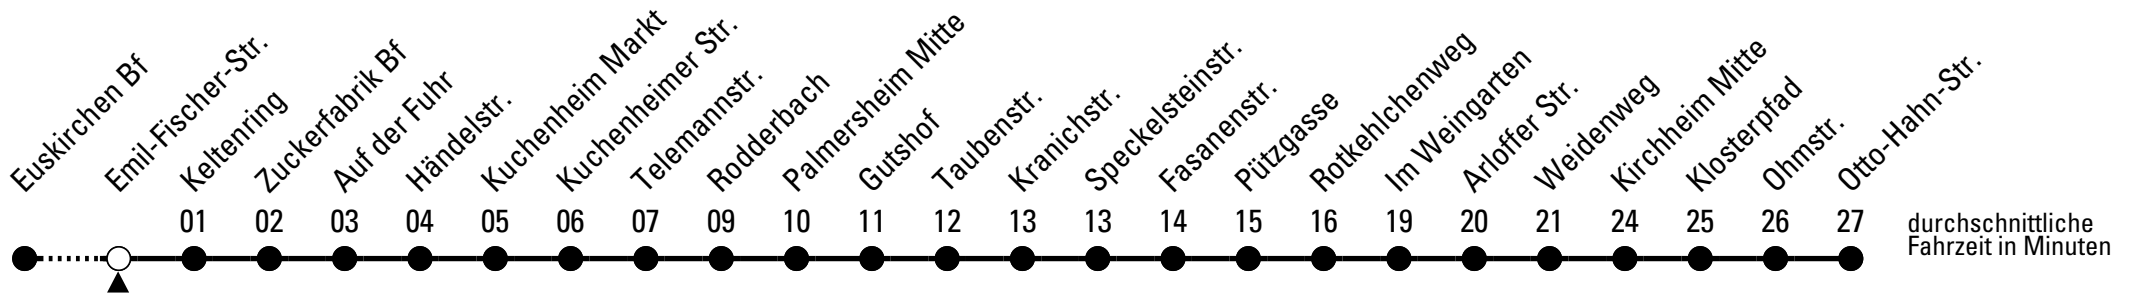 Euskirchen Bf
Emil-Fischer-Str.
Keltenring
Zuckerfabrik Bf
Auf der Fuhr
Händelstr.
Kuchenheim Markt
Kuchenheimer Str.
Telemannstr.
Rodderbach
Palmersheim Mitte
Gutshof
Taubenstr.
Kranichstr.
Speckelsteinstr.
Fasanenstr.
Pützgasse
Rotkehlchenweg
Im Weingarten
Arloffer Str.
Weidenweg
Kirchheim Mitte
Klosterpfad
Ohmstr.
Otto-Hahn-Str.
01 02 03 04 05 06 07 09 10 11 12 13 13 14 15 16 19 20 21 24 25 26 27
durchschnittliche
Fahrzeit in Minuten